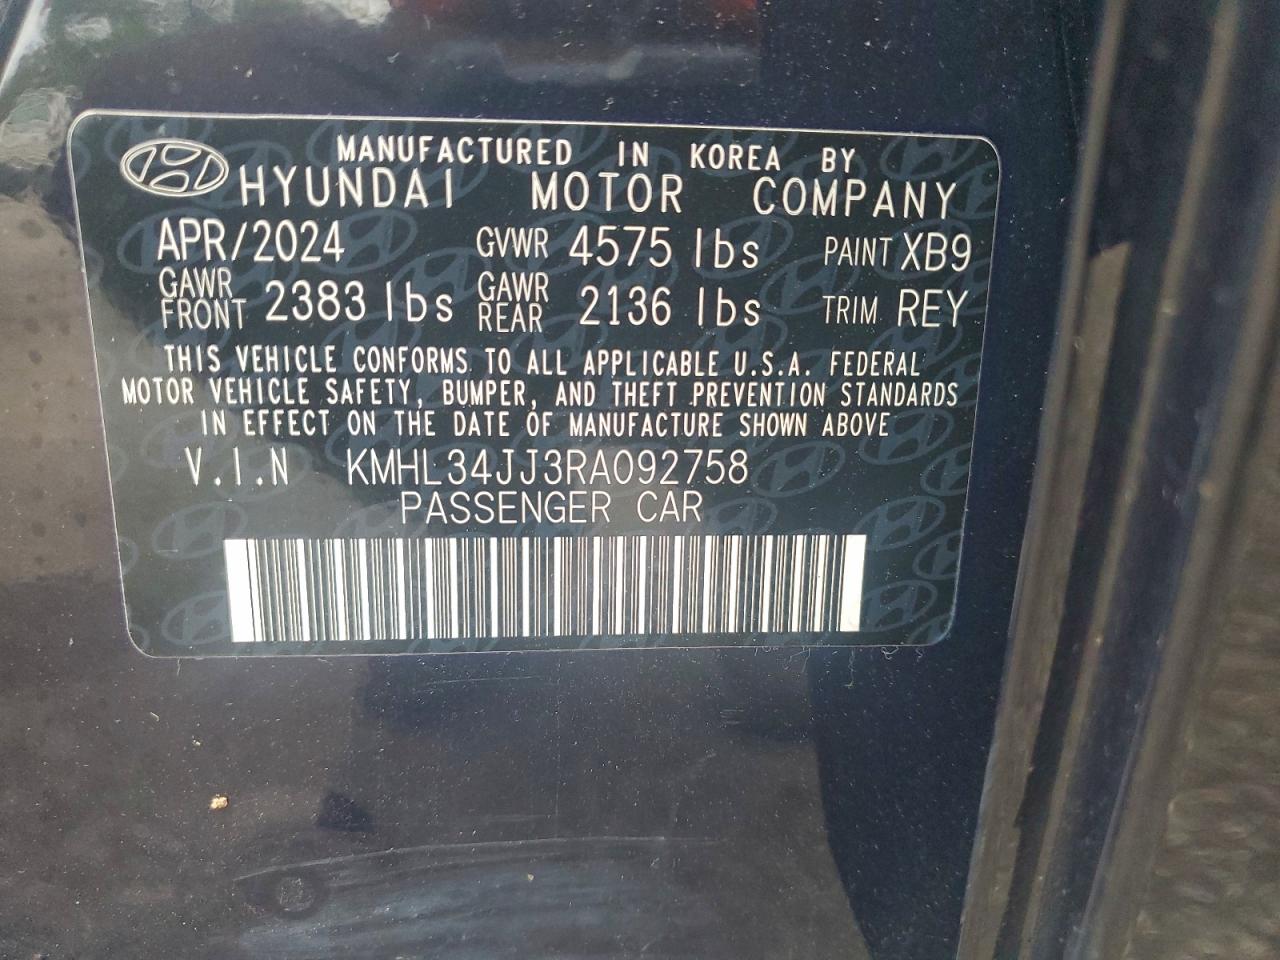 MANUFACTURED IN KOREA BY
HYUNDAI MOTOR COMPANY
APR/2024 GVWR 4575 lbs PAINT XB9
GAWR FRONT 2383 lbs GAWR REAR 2136 lbs TRIM REY
THIS VEHICLE CONFORMS TO ALL APPLICABLE U.S.A. FEDERAL
MOTOR VEHICLE SAFETY, BUMPER, AND THEFT PREVENTION STANDARDS
IN EFFECT ON THE DATE OF MANUFACTURE SHOWN ABOVE
V.I.N KMHL34JJ3RA092758
PASSENGER CAR